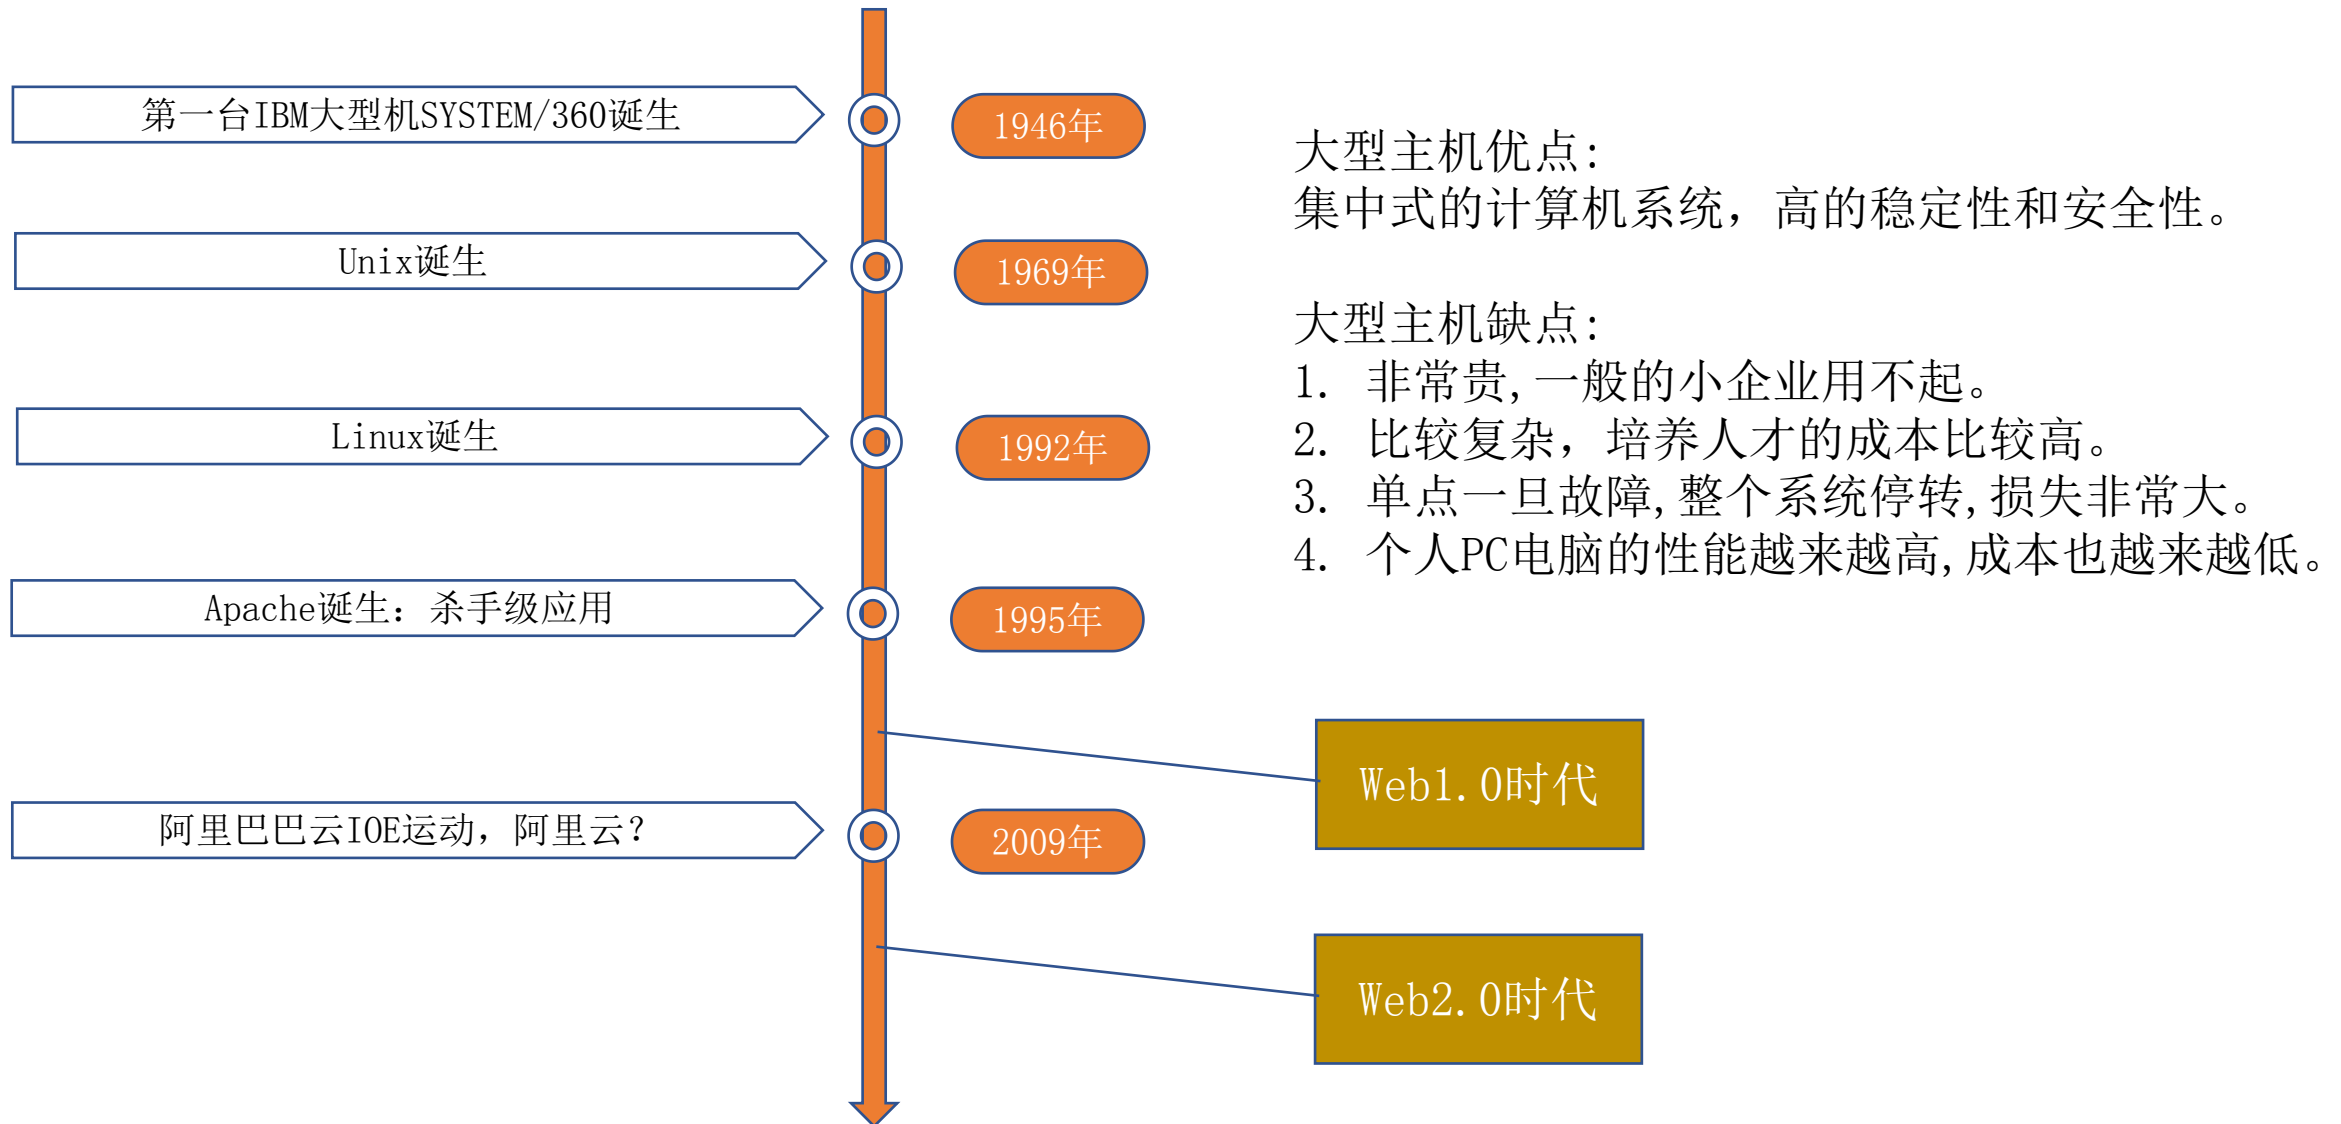 第一台IBM大型机SYSTEM/360诞生
1946年
Unix诞生
1969年
Linux诞生
1992年
Apache诞生：杀手级应用
1995年
阿里巴巴云IOE运动，阿里云？
2009年
大型主机优点:
集中式的计算机系统，高的稳定性和安全性。
大型主机缺点:
1. 非常贵,一般的小企业用不起。
2. 比较复杂，培养人才的成本比较高。
3. 单点一旦故障,整个系统停转,损失非常大。
4. 个人PC电脑的性能越来越高,成本也越来越低。
Web1.0时代
Web2.0时代